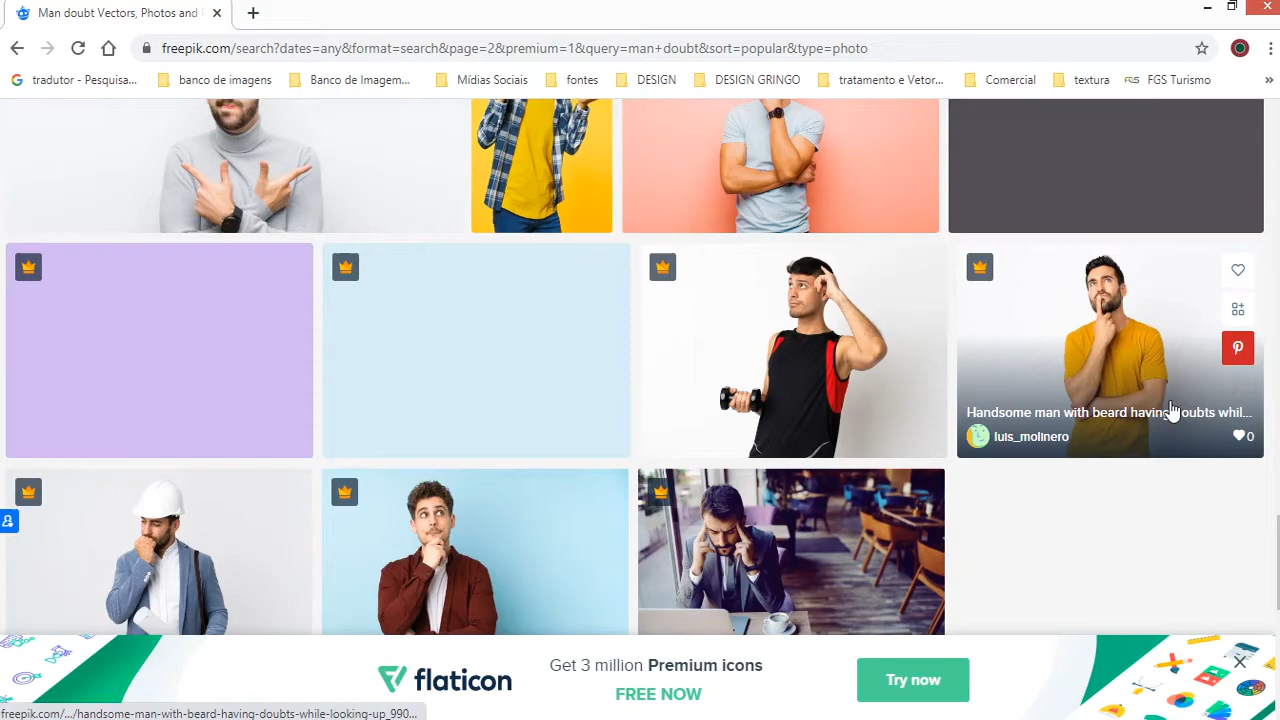 Man doubt Vectors, Photos and
freepik.com/search?dates=any&format=search&page=2&premium=1&query=man+doubt&sort=popular&type=photo
tradutor - Pesquisa... banco de imagens Banco de Imagem... Mídias Sociais fontes DESIGN DESIGN GRINGO tratamento e Vetor... Comercial textura FGS FGS Turismo »
Handsome man with beard having doubts whil...
luis_molinero 0
flaticon
Get 3 million Premium icons
FREE NOW
Try now
freepik.com/.../handsome-man-with-beard-having-doubts-while-looking-up_990...